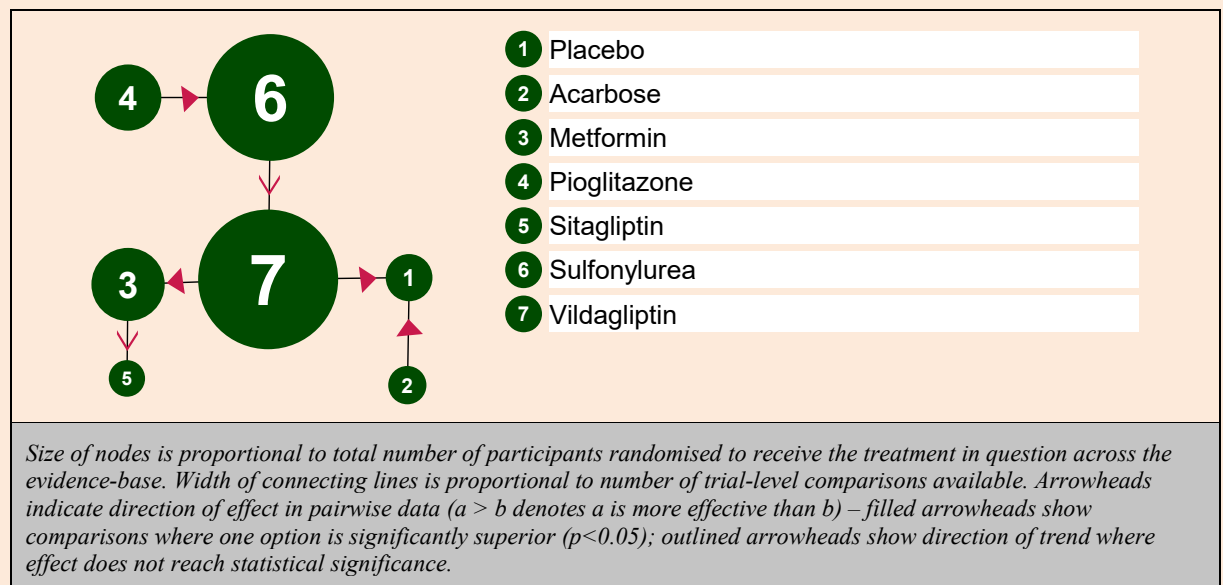 4
6
7
3
1
5
2
1 Placebo
2 Acarbose
3 Metformin
4 Pioglitazone
5 Sitagliptin
6 Sulfonylurea
7 Vildagliptin
Size of nodes is proportional to total number of participants randomised to receive the treatment in question across the
evidence-base. Width of connecting lines is proportional to number of trial-level comparisons available. Arrowheads
indicate direction of effect in pairwise data (a > b denotes a is more effective than b) – filled arrowheads show
comparisons where one option is significantly superior (p<0.05); outlined arrowheads show direction of trend where
effect does not reach statistical significance.